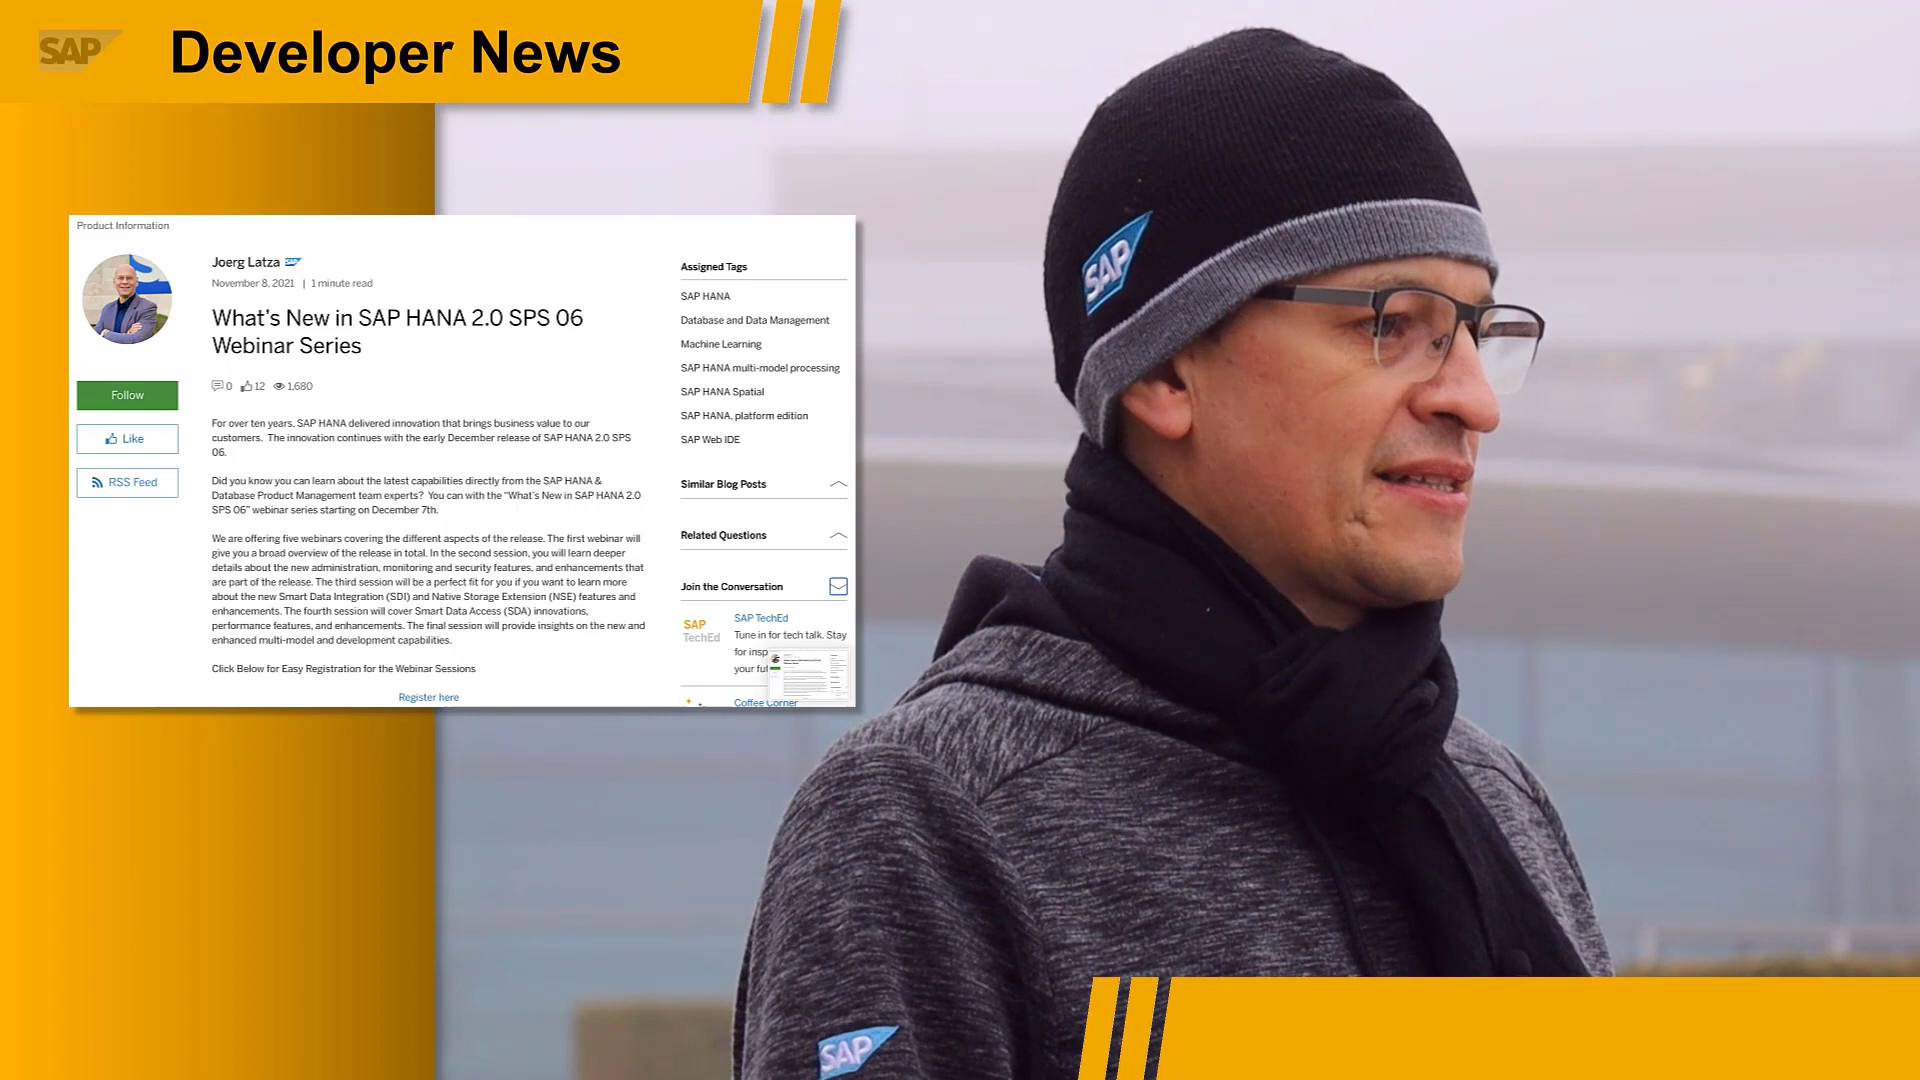 SAP
Developer News
Product Information
Joerg Latza SAP
November 8, 2021 | 1 minute read
What's New in SAP HANA 2.0 SPS 06
Webinar Series
0 12 1,680
Follow
Like
RSS Feed
For over ten years, SAP HANA delivered innovation that brings business value to our
customers. The innovation continues with the early December release of SAP HANA 2.0 SPS
06.
Did you know you can learn about the latest capabilities directly from the SAP HANA &
Database Product Management team experts? You can with the "What's New in SAP HANA 2.0
SPS 06" webinar series starting on December 7th.
We are offering five webinars covering the different aspects of the release. The first webinar will
give you a broad overview of the release in total. In the second session, you will learn deeper
details about the new administration, monitoring and security features, and enhancements that
are part of the release. The third session will be a perfect fit for you if you want to learn more
about the new Smart Data Integration (SDI) and Native Storage Extension (NSE) features and
enhancements. The fourth session will cover Smart Data Access (SDA) innovations,
performance features, and enhancements. The final session will provide insights on the new and
enhanced multi-model and development capabilities.
Click Below for Easy Registration for the Webinar Sessions
Register here
Assigned Tags
SAP HANA
Database and Data Management
Machine Learning
SAP HANA multi-model processing
SAP HANA Spatial
SAP HANA, platform edition
SAP Web IDE
Similar Blog Posts
Related Questions
Join the Conversation
SAP
TechEd
SAP TechEd
Tune in for tech talk. Stay
for insp
your fut
Coffee Corner
SAP
SAP